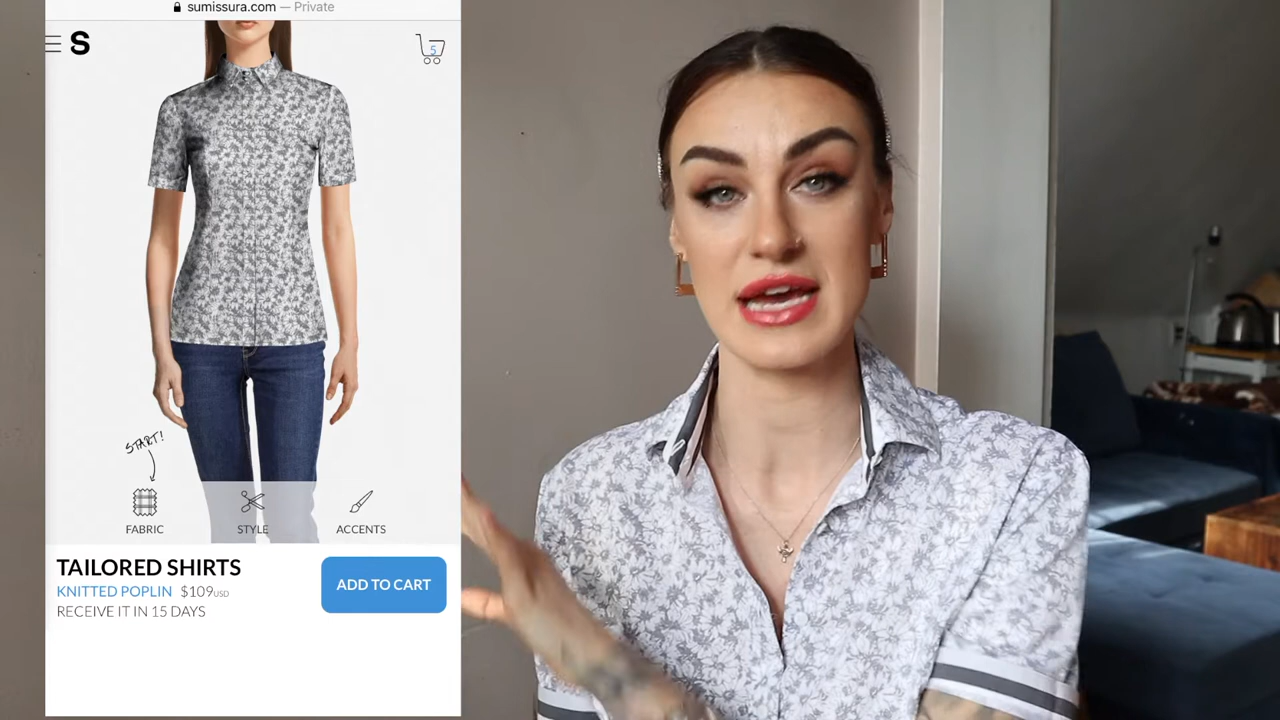 sumissura.com — Private
S
5
START!
FABRIC
STYLE
ACCENTS
TAILORED SHIRTS
KNITTED POPLIN $109USD
RECEIVE IT IN 15 DAYS
ADD TO CART